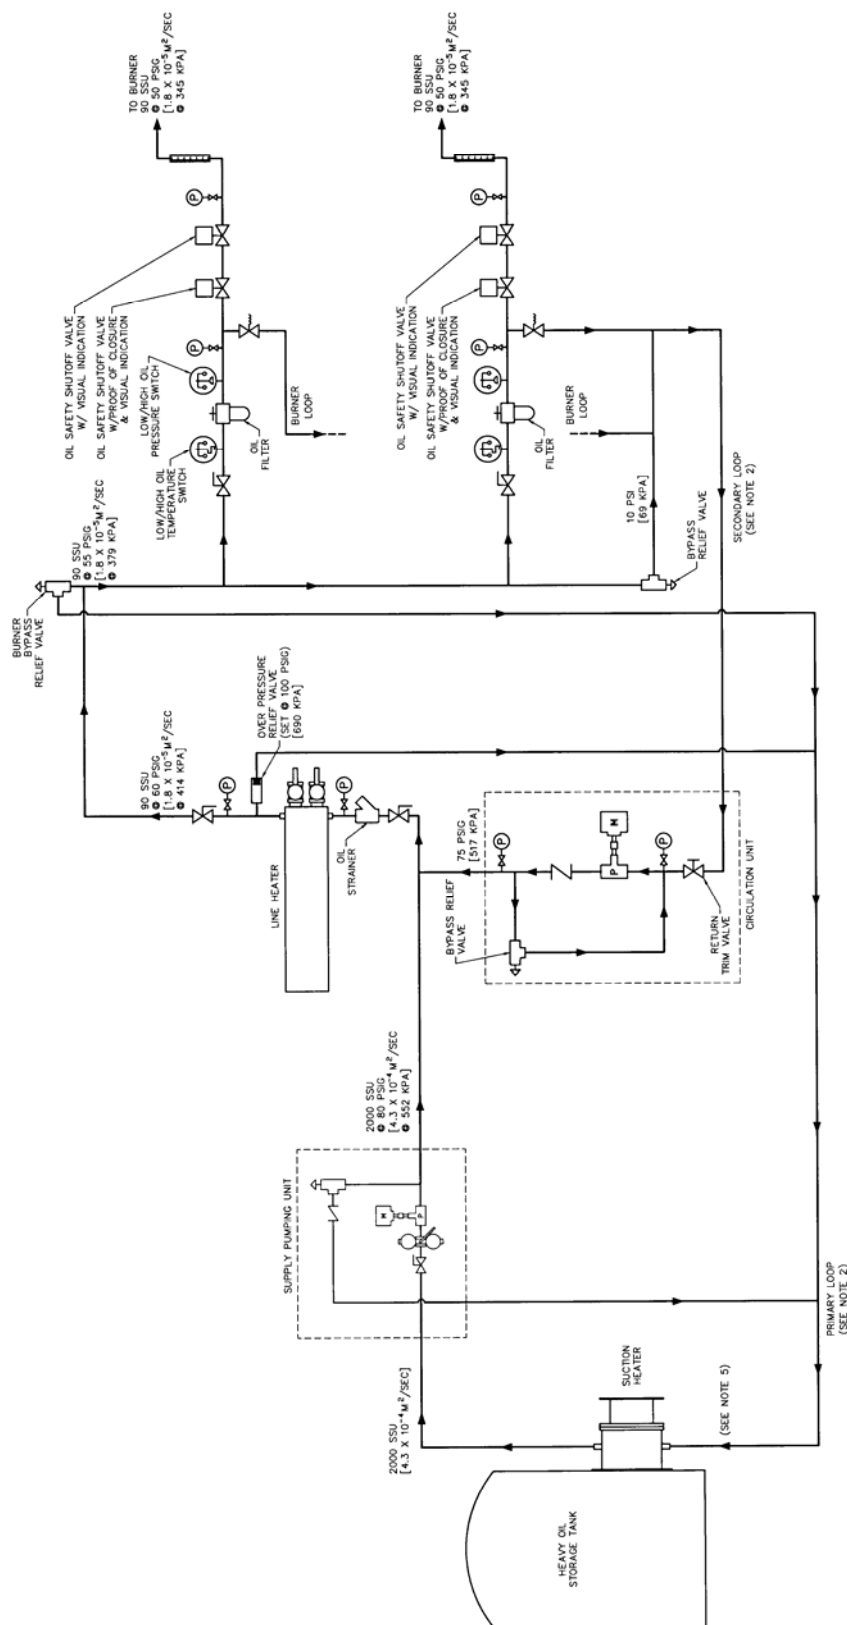 TO BURNER
90 SSU
@ 50 PSIG
[1.8 X 10⁻⁵M²/SEC
@ 345 KPA]
P
OIL SAFETY SHUTOFF VALVE
W/ VISUAL INDICATION
OIL SAFETY SHUTOFF VALVE
W/PROOF OF CLOSURE
& VISUAL INDICATION
P
LOW/HIGH OIL
PRESSURE SWITCH
LOW/HIGH OIL
TEMPERATURE
SWITCH
OIL
FILTER
BURNER
LOOP
TO BURNER
90 SSU
@ 50 PSIG
[1.8 X 10⁻⁵M²/SEC
@ 345 KPA]
P
OIL SAFETY SHUTOFF VALVE
W/ VISUAL INDICATION
OIL SAFETY SHUTOFF VALVE
W/PROOF OF CLOSURE
& VISUAL INDICATION
P
OIL
FILTER
BURNER
LOOP
BURNER
BYPASS
RELIEF VALVE
90 SSU
@ 55 PSIG
[1.8 X 10⁻⁵M²/SEC
@ 379 KPA]
10 PSI
[69 KPA]
BYPASS
RELIEF VALVE
SECONDARY LOOP
(SEE NOTE 2)
90 SSU
@ 60 PSIG
[1.8 X 10⁻⁵M²/SEC
@ 414 KPA]
P
OVER PRESSURE
RELIEF VALVE
(SET @ 100 PSIG)
[690 KPA]
P
LINE HEATER
OIL
STRAINER
75 PSIG
[517 KPA]
P
M
P
P
BYPASS RELIEF
VALVE
RETURN
TRIM VALVE
CIRCULATION UNIT
2000 SSU
@ 80 PSIG
[4.3 X 10⁻⁴M²/SEC
@ 552 KPA]
SUPPLY PUMPING UNIT
M
P
2000 SSU
[4.3 X 10⁻⁴M²/SEC]
SUCTION
HEATER
(SEE NOTE 5)
PRIMARY LOOP
(SEE NOTE 2)
HEAVY OIL
STORAGE TANK